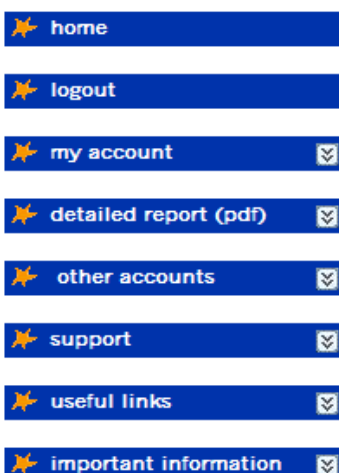 home
logout
my account
detailed report (pdf)
other accounts
support
useful links
important information